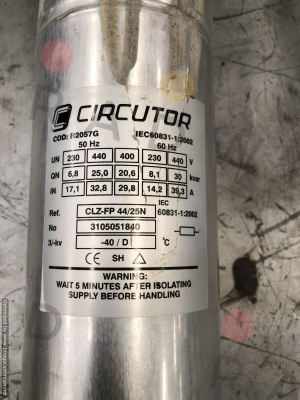 CIRCUTOR
COD: R2057G IEC60831-1:2002
50 Hz 60 Hz
UN 230 440 400 230 440 V
QN 6,8 25,0 20,6 8,1 30 kvar
IN 17,1 32,8 29,8 14,2 39,3 A
Ref. CLZ-FP 44/25N IEC 60831-1:2002
No 3105051840
3/-kv -40 / D °C
CE SH
WARNING:
WAIT 5 MINUTES AFTER ISOLATING
SUPPLY BEFORE HANDLING